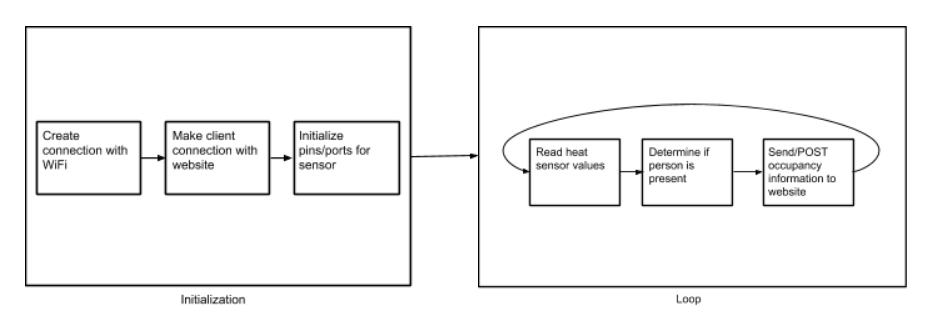 Create
connection with
WiFi
Make client
connection with
website
Initialize
pins/ports for
sensor
Initialization
Read heat
sensor values
Determine if
person is
present
Send/POST
occupancy
information to
website
Loop